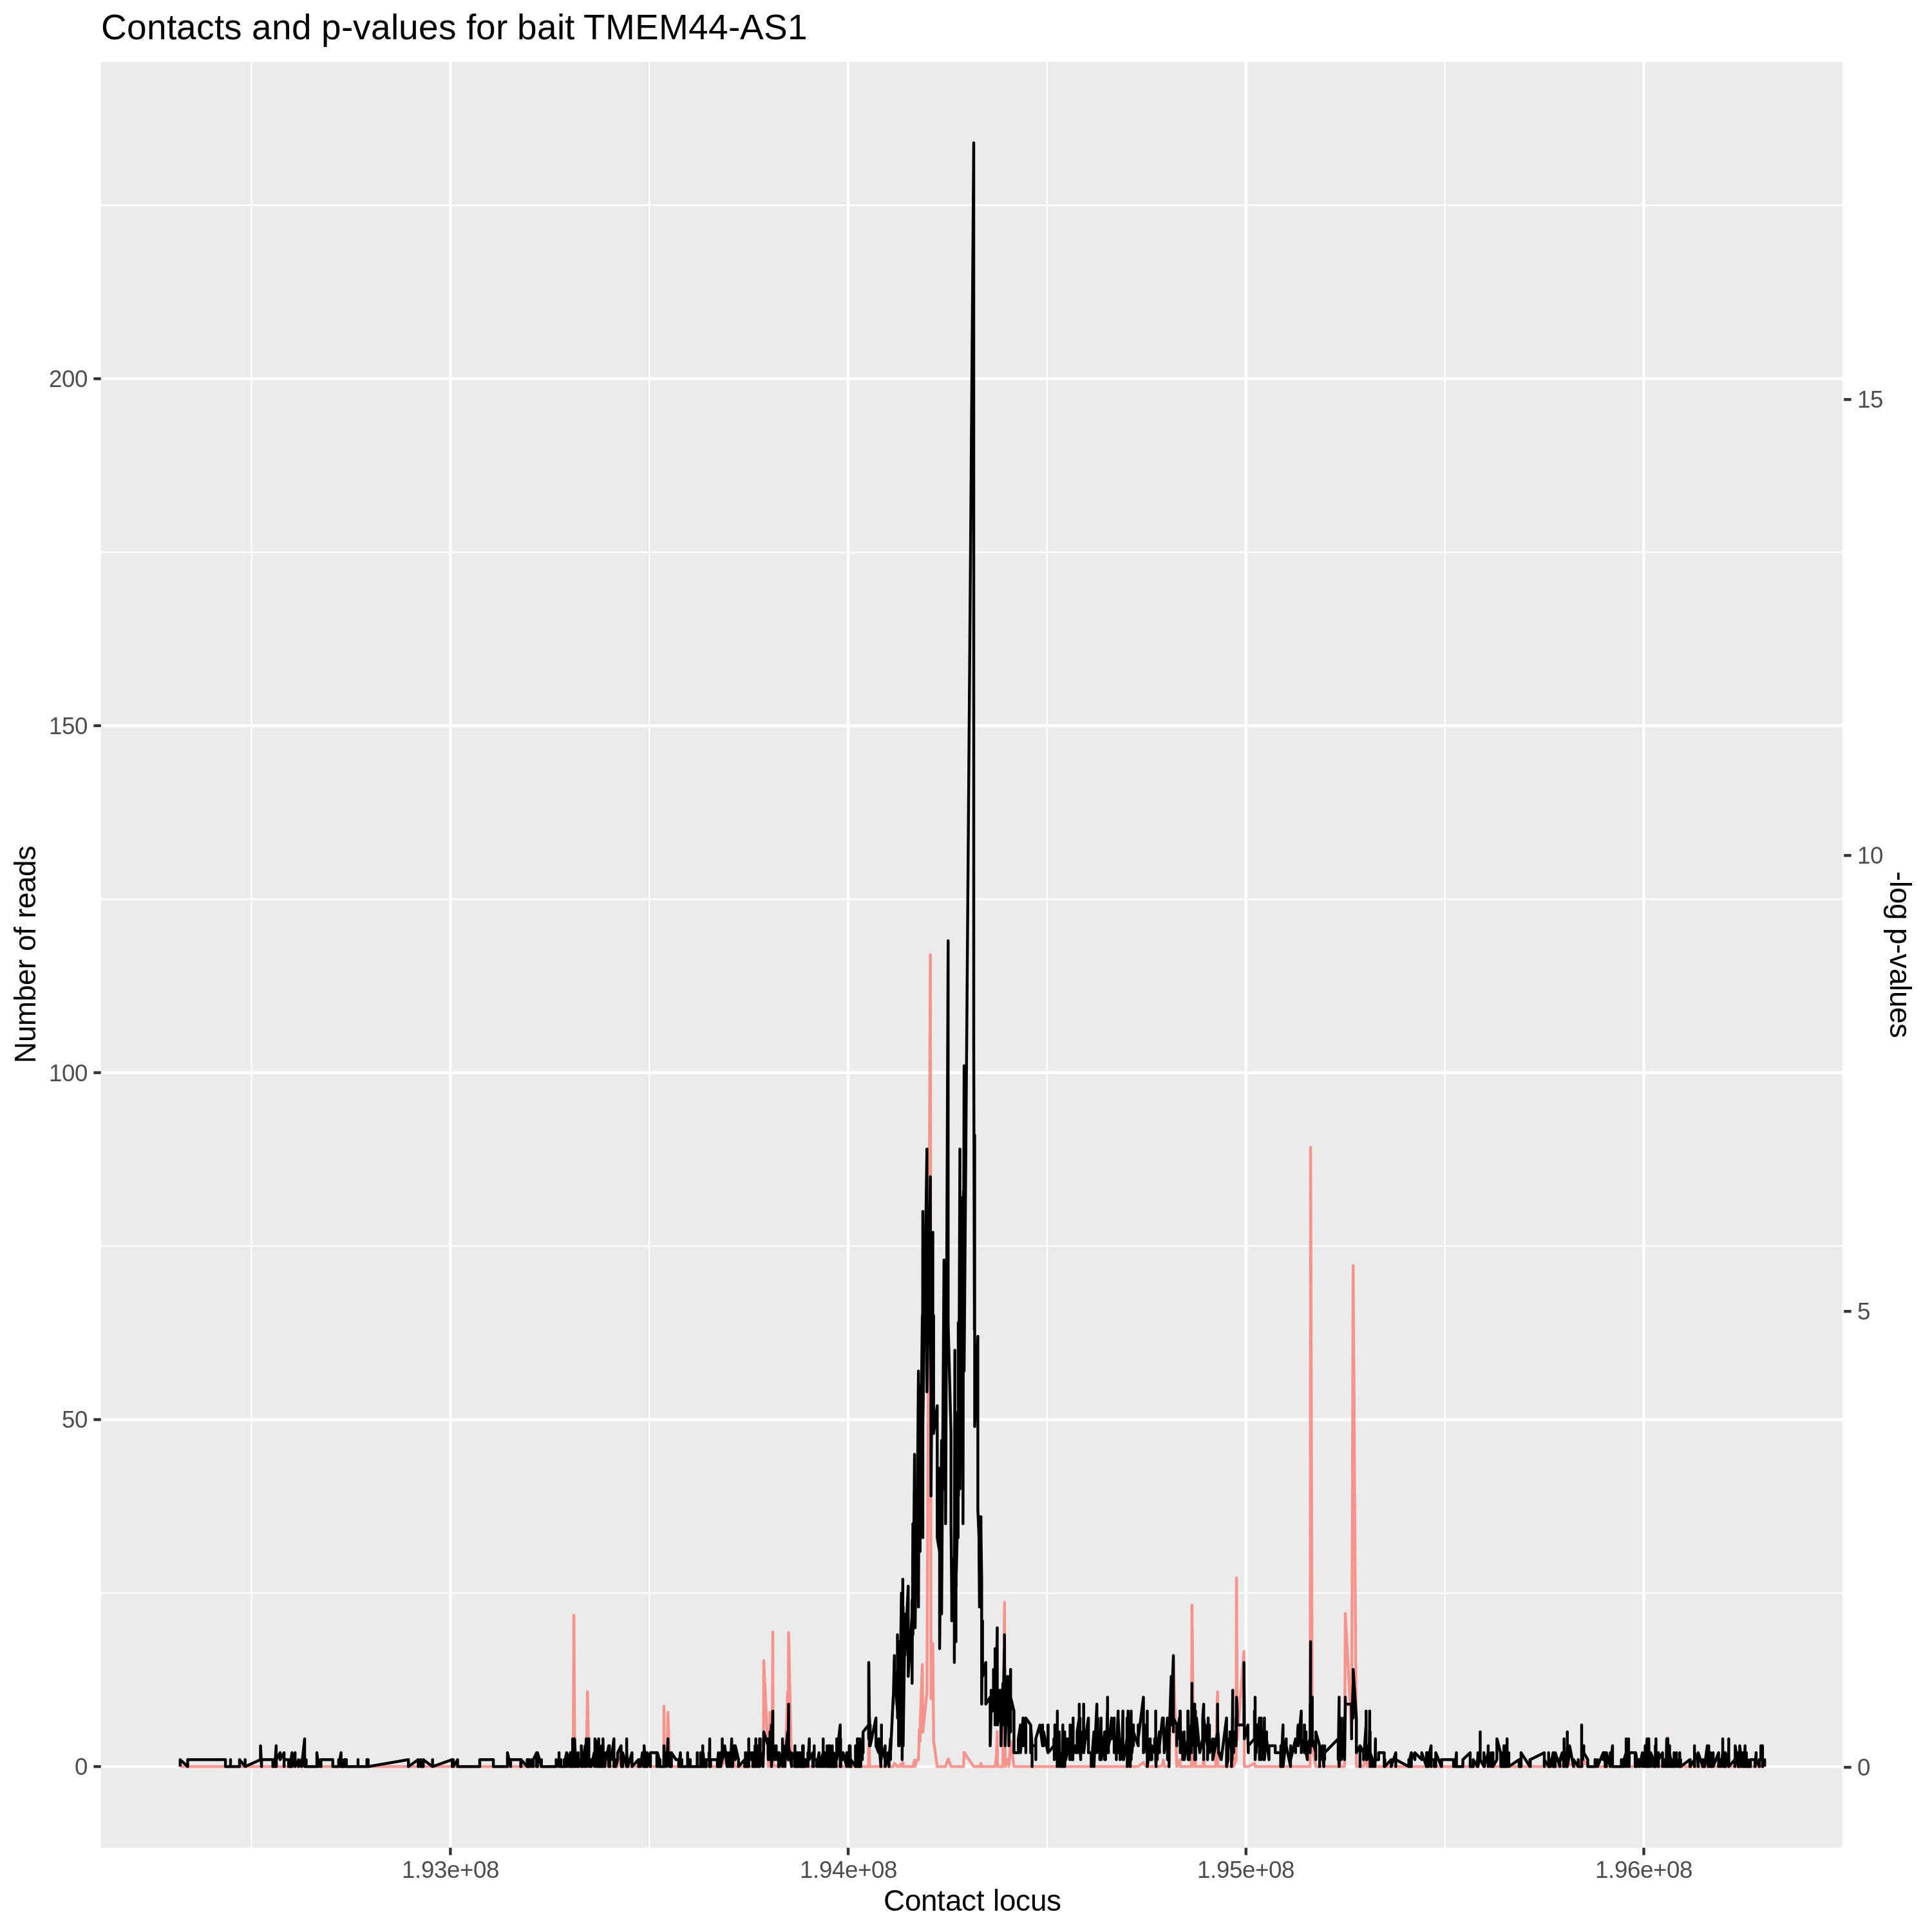 Contacts and p-values for bait TMEM44-AS1
Number of reads
200
150
100
50
0
15
10
5
0
-log p-values
1.93e+08
1.94e+08
1.95e+08
1.96e+08
Contact locus